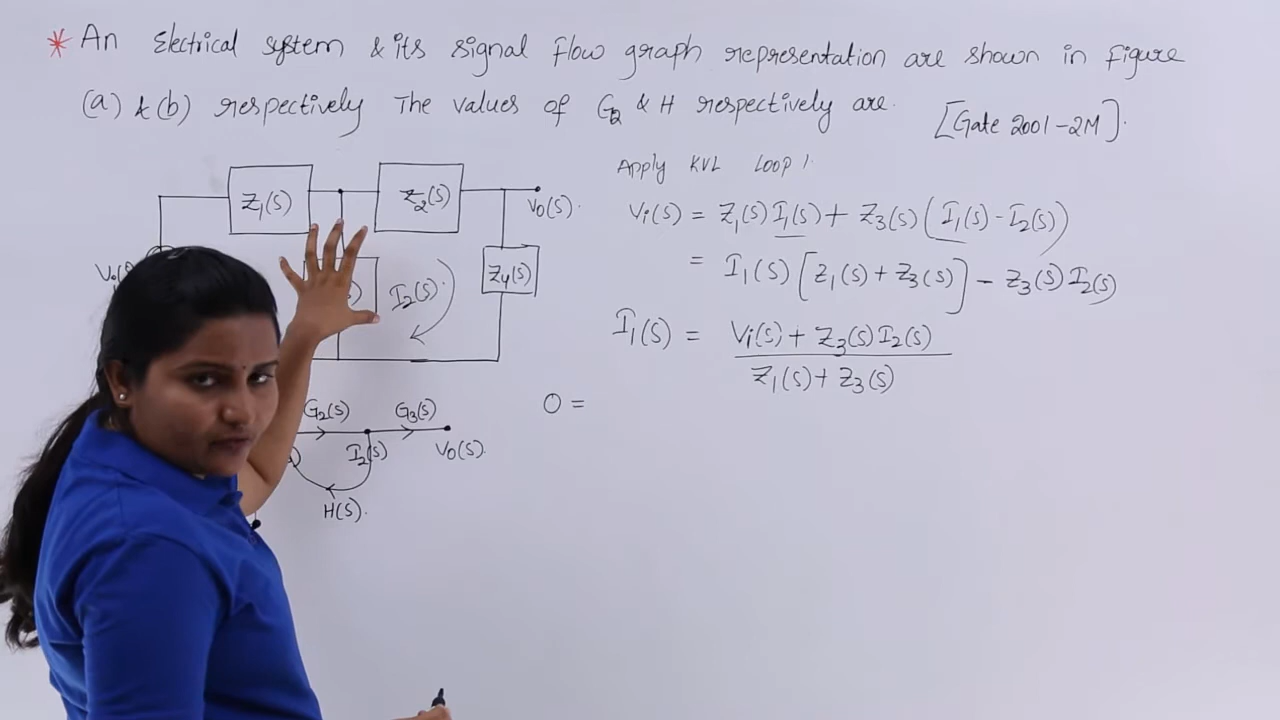 * An Electrical system & its signal flow graph representation are shown in figure
(a) & (b) respectively The values of G2 & H respectively are. [Gate 2001-2M].
Z1(s)
Z2(s)
V0(s).
Z4(s)
I2(s).
G2(s)
G3(s)
I2(s)
V0(s).
H(s).
Apply KVL Loop 1.
Vi(s) = Z1(s) I1(s) + Z3(s) (I1(s) - I2(s))
= I1(s) [Z1(s) + Z3(s)] - Z3(s) I2(s)
I1(s) = Vi(s) + Z3(s) I2(s)
Z1(s) + Z3(s)
0 =